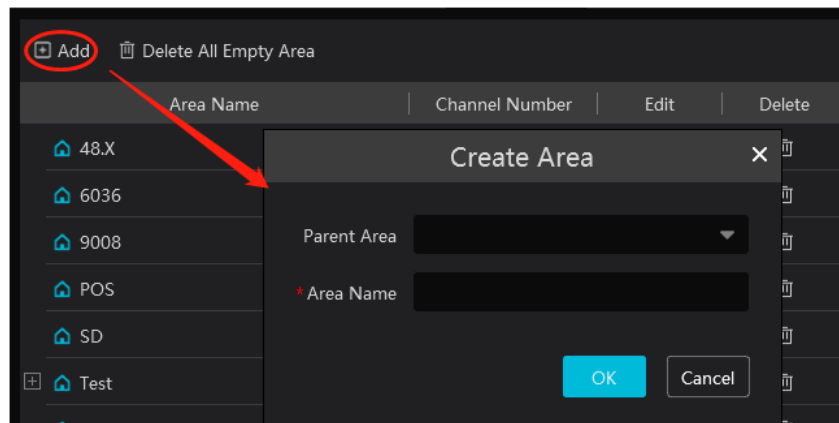 Add Delete All Empty Area
Area Name Channel Number Edit Delete
48.X
6036
9008
POS
SD
Test
Create Area
Parent Area
*Area Name
OK Cancel